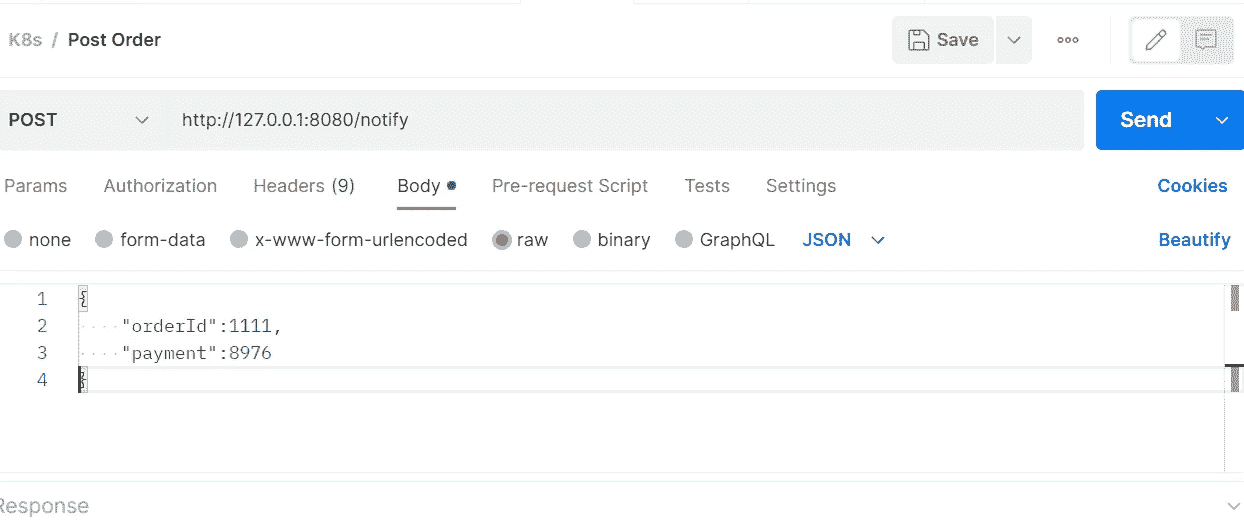 K8s / Post Order
Save
POST
http://127.0.0.1:8080/notify
Send
Params Authorization Headers (9) Body Pre-request Script Tests Settings Cookies
none form-data x-www-form-urlencoded raw binary GraphQL JSON Beautify
1 {
2 "orderId":1111,
3 "payment":8976
4 }
Response